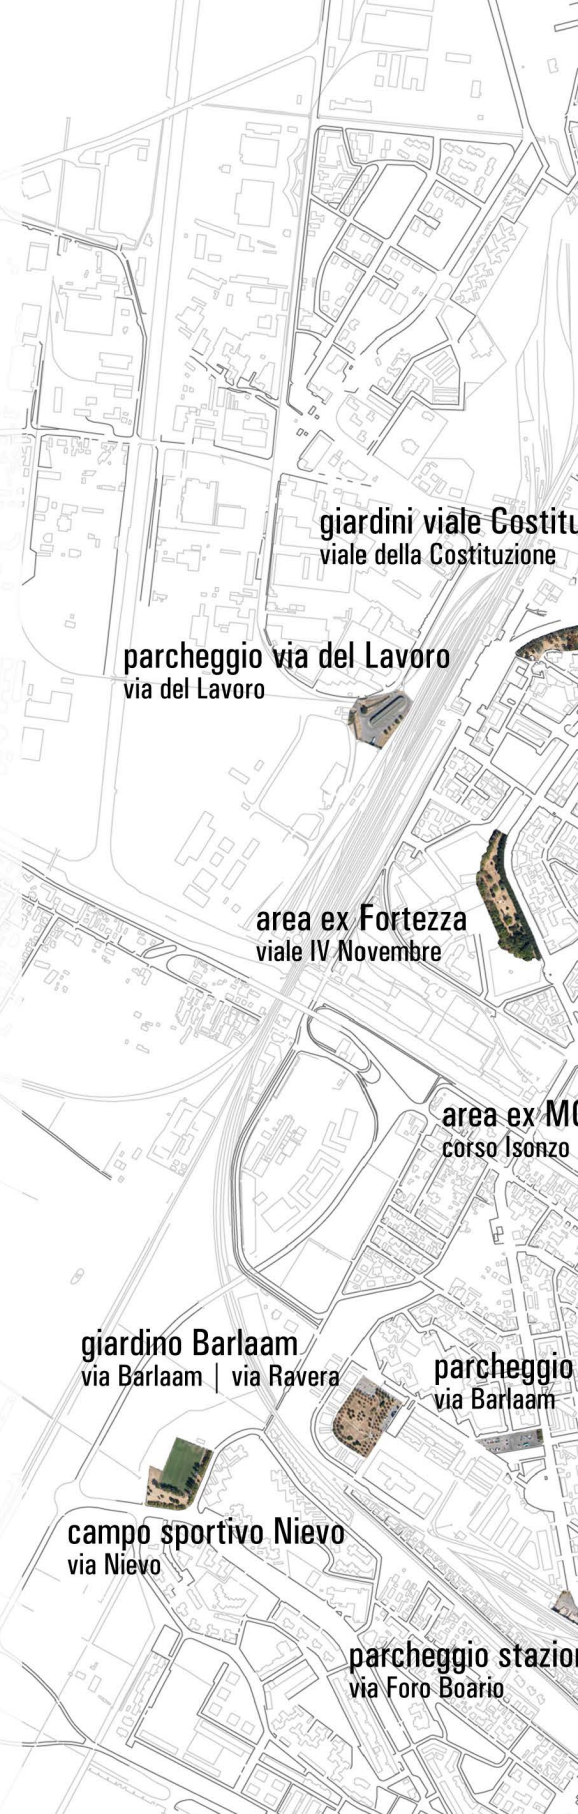 giardini viale Costitu
viale della Costituzione
parcheggio via del Lavoro
via del Lavoro
area ex Fortezza
viale IV Novembre
area ex MO
corso Isonzo
giardino Barlaam
via Barlaam | via Ravera
parcheggio
via Barlaam
campo sportivo Nievo
via Nievo
parcheggio stazion
via Foro Boario